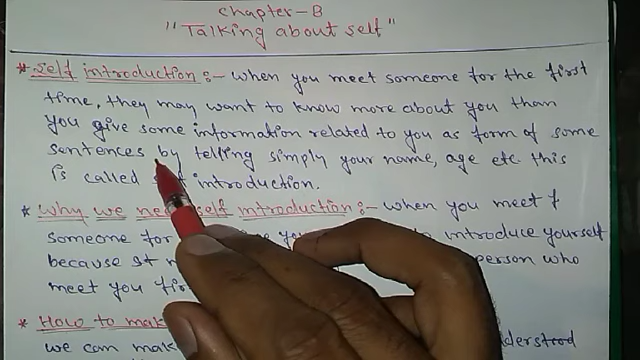 chapter-8
"Talking about self"
* Self introduction :- when you meet someone for the first
time, they may want to know more about you than
you give some information related to you as form of some
sentences by telling simply your name, age etc this
is called introduction.
* Why we need self introduction :- when you meet
someone for introduce yourself
because it person who
meet you
* How to
we can